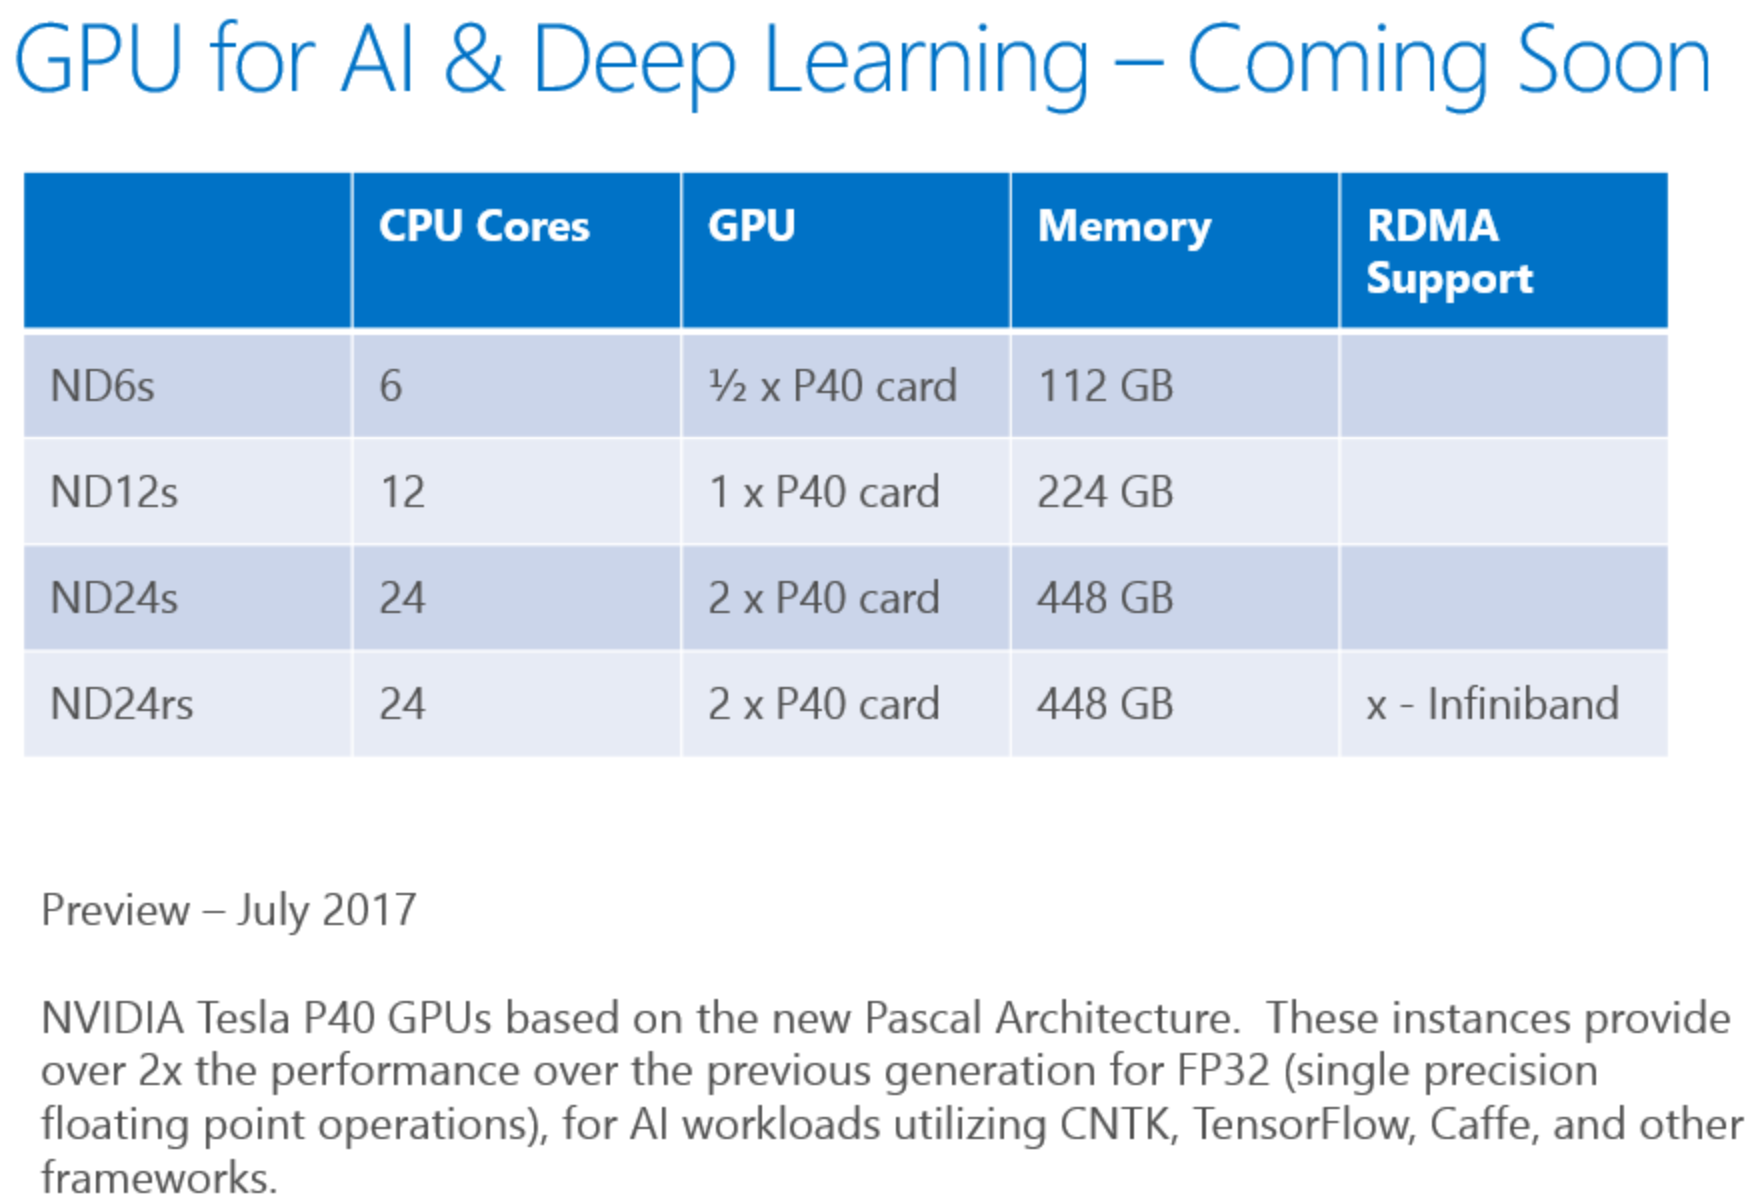 GPU for AI & Deep Learning – Coming Soon
CPU Cores GPU Memory RDMA Support
ND6s 6 ½ x P40 card 112 GB
ND12s 12 1 x P40 card 224 GB
ND24s 24 2 x P40 card 448 GB
ND24rs 24 2 x P40 card 448 GB x - Infiniband
Preview – July 2017
NVIDIA Tesla P40 GPUs based on the new Pascal Architecture.  These instances provide
over 2x the performance over the previous generation for FP32 (single precision
floating point operations), for AI workloads utilizing CNTK, TensorFlow, Caffe, and other
frameworks.